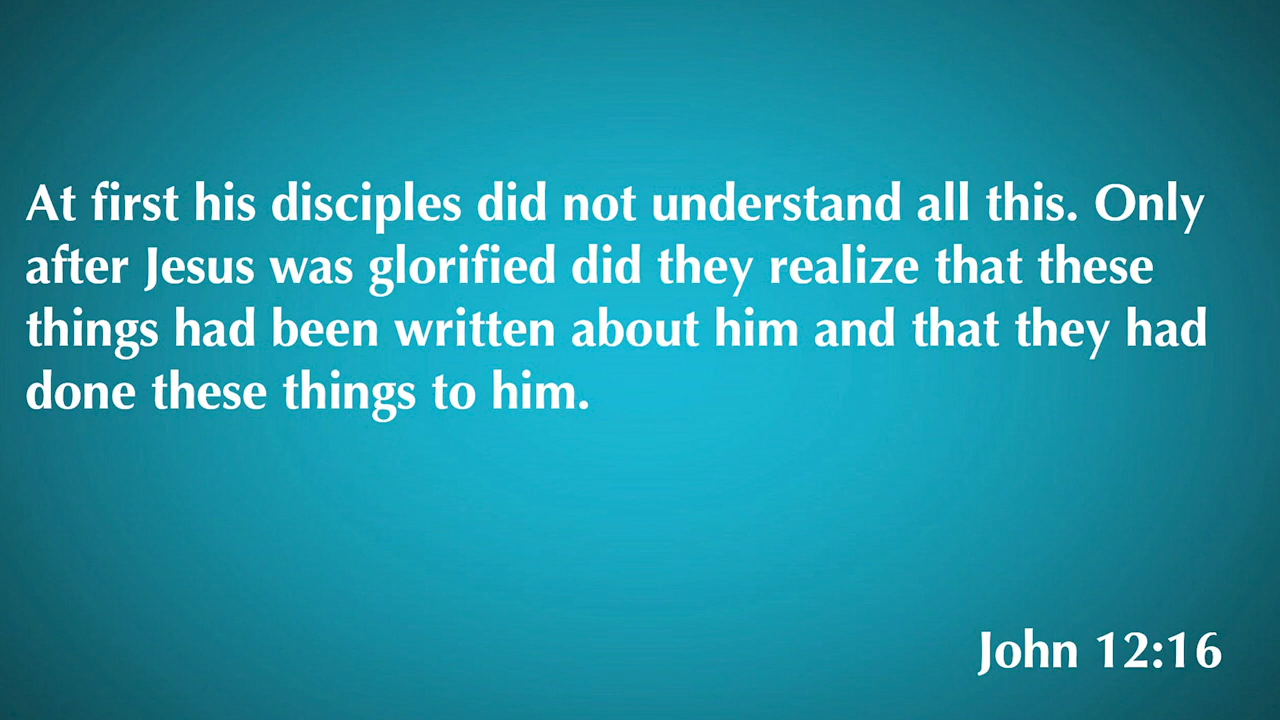 At first his disciples did not understand all this. Only
after Jesus was glorified did they realize that these
things had been written about him and that they had
done these things to him.
John 12:16